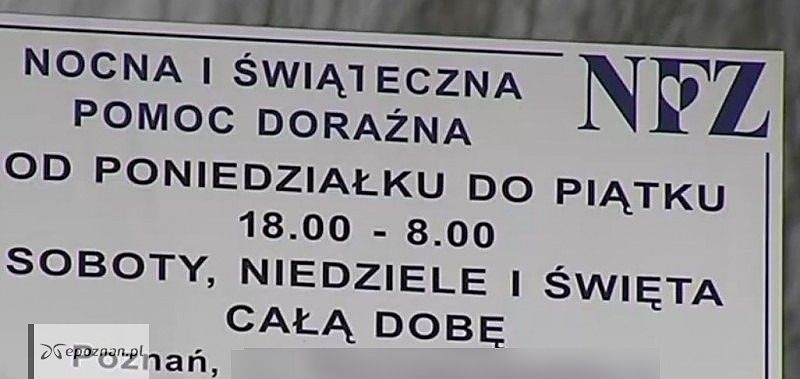 NOCNA I ŚWIĄTECZNA
NFZ
POMOC DORAŹNA
OD PONIEDZIAŁKU DO PIĄTKU
18.00 - 8.00
SOBOTY, NIEDZIELE I ŚWIĘTA
CAŁĄ DOBĘ
epoznan.pl
Poznań,